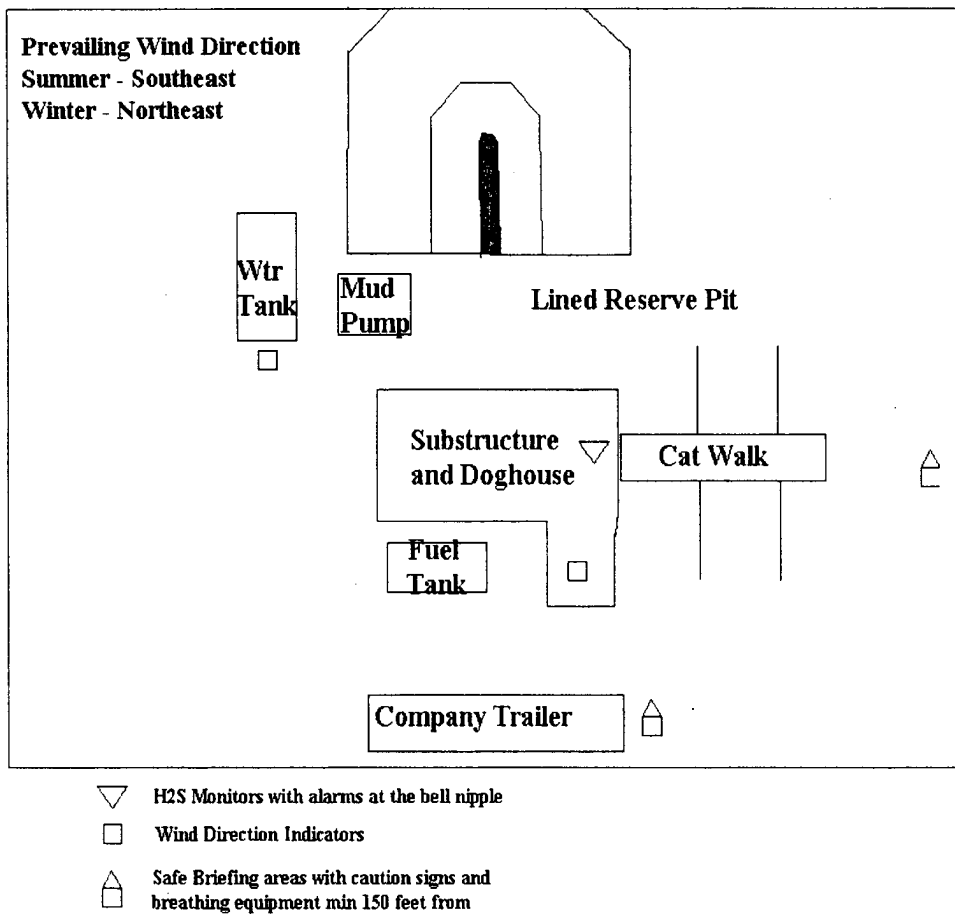 Prevailing Wind Direction
Summer - Southeast
Winter - Northeast
Wtr
Tank
Mud
Pump
Lined Reserve Pit
Substructure
and Doghouse
Cat Walk
Fuel
Tank
Company Trailer
H2S Monitors with alarms at the bell nipple
Wind Direction Indicators
Safe Briefing areas with caution signs and
breathing equipment min 150 feet from